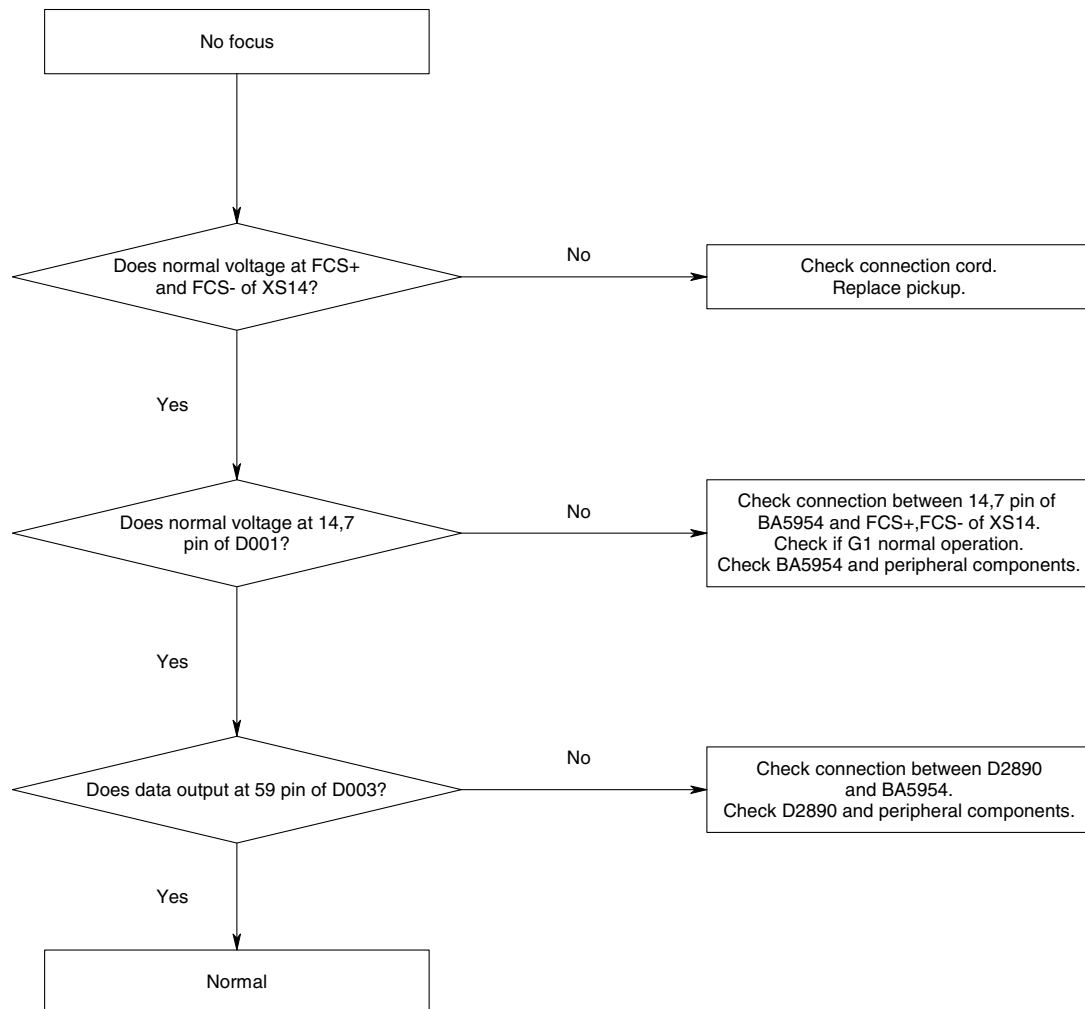 No focus
Does normal voltage at FCS+
and FCS- of XS14?
No
Check connection cord.
Replace pickup.
Yes
Does normal voltage at 14,7
pin of D001?
No
Check connection between 14,7 pin of
BA5954 and FCS+,FCS- of XS14.
Check if G1 normal operation.
Check BA5954 and peripheral components.
Yes
Does data output at 59 pin of D003?
No
Check connection between D2890
and BA5954.
Check D2890 and peripheral components.
Yes
Normal